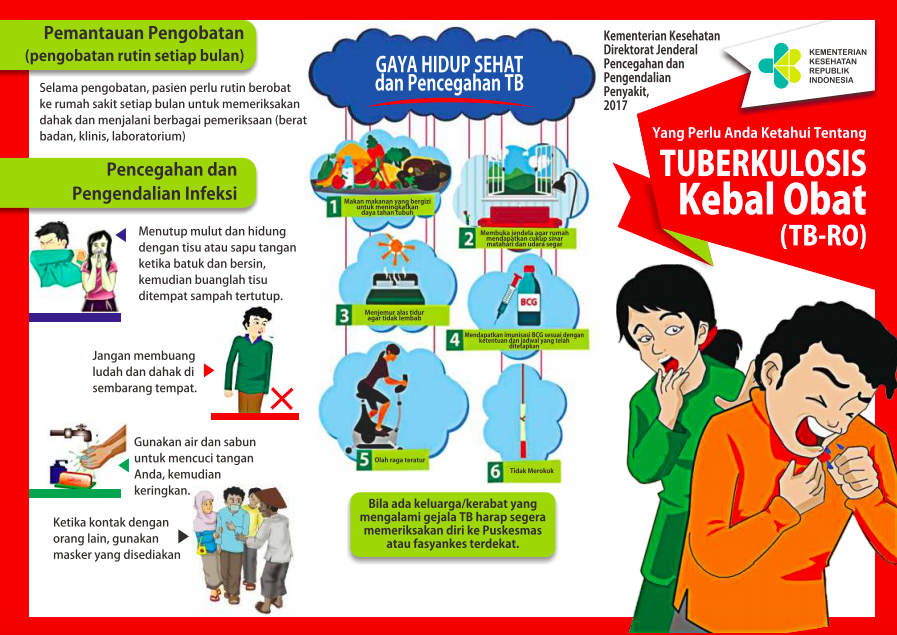 Pemantauan Pengobatan
(pengobatan rutin setiap bulan)
Selama pengobatan, pasien perlu rutin berobat
ke rumah sakit setiap bulan untuk memeriksakan
dahak dan menjalani berbagai pemeriksaan (berat
badan, klinis, laboratorium)
Pencegahan dan
Pengendalian Infeksi
Menutup mulut dan hidung
dengan tisu atau sapu tangan
ketika batuk dan bersin,
kemudian buanglah tisu
ditempat sampah tertutup.
Jangan membuang
ludah dan dahak di
sembarang tempat.
Gunakan air dan sabun
untuk mencuci tangan
Anda, kemudian
keringkan.
Ketika kontak dengan
orang lain, gunakan
masker yang disediakan
GAYA HIDUP SEHAT
dan Pencegahan TB
1
Makan makanan yang bergizi
untuk meningkatkan
daya tahan tubuh
2
Membuka jendela agar rumah
mendapatkan cukup sinar
matahari dan udara segar
3
Menjemur alas tidur
agar tidak lembab
BCG
4
Mendapatkan imunisasi BCG sesuai dengan
ketentuan dan jadwal yang telah
ditetapkan
5
Olah raga teratur
6
Tidak Merokok
Bila ada keluarga/kerabat yang
mengalami gejala TB harap segera
memeriksakan diri ke Puskesmas
atau fasyankes terdekat.
Kementerian Kesehatan
Direktorat Jenderal
Pencegahan dan
Pengendalian
Penyakit,
2017
KEMENTERIAN
KESEHATAN
REPUBLIK
INDONESIA
Yang Perlu Anda Ketahui Tentang
TUBERKULOSIS
Kebal Obat
(TB-RO)